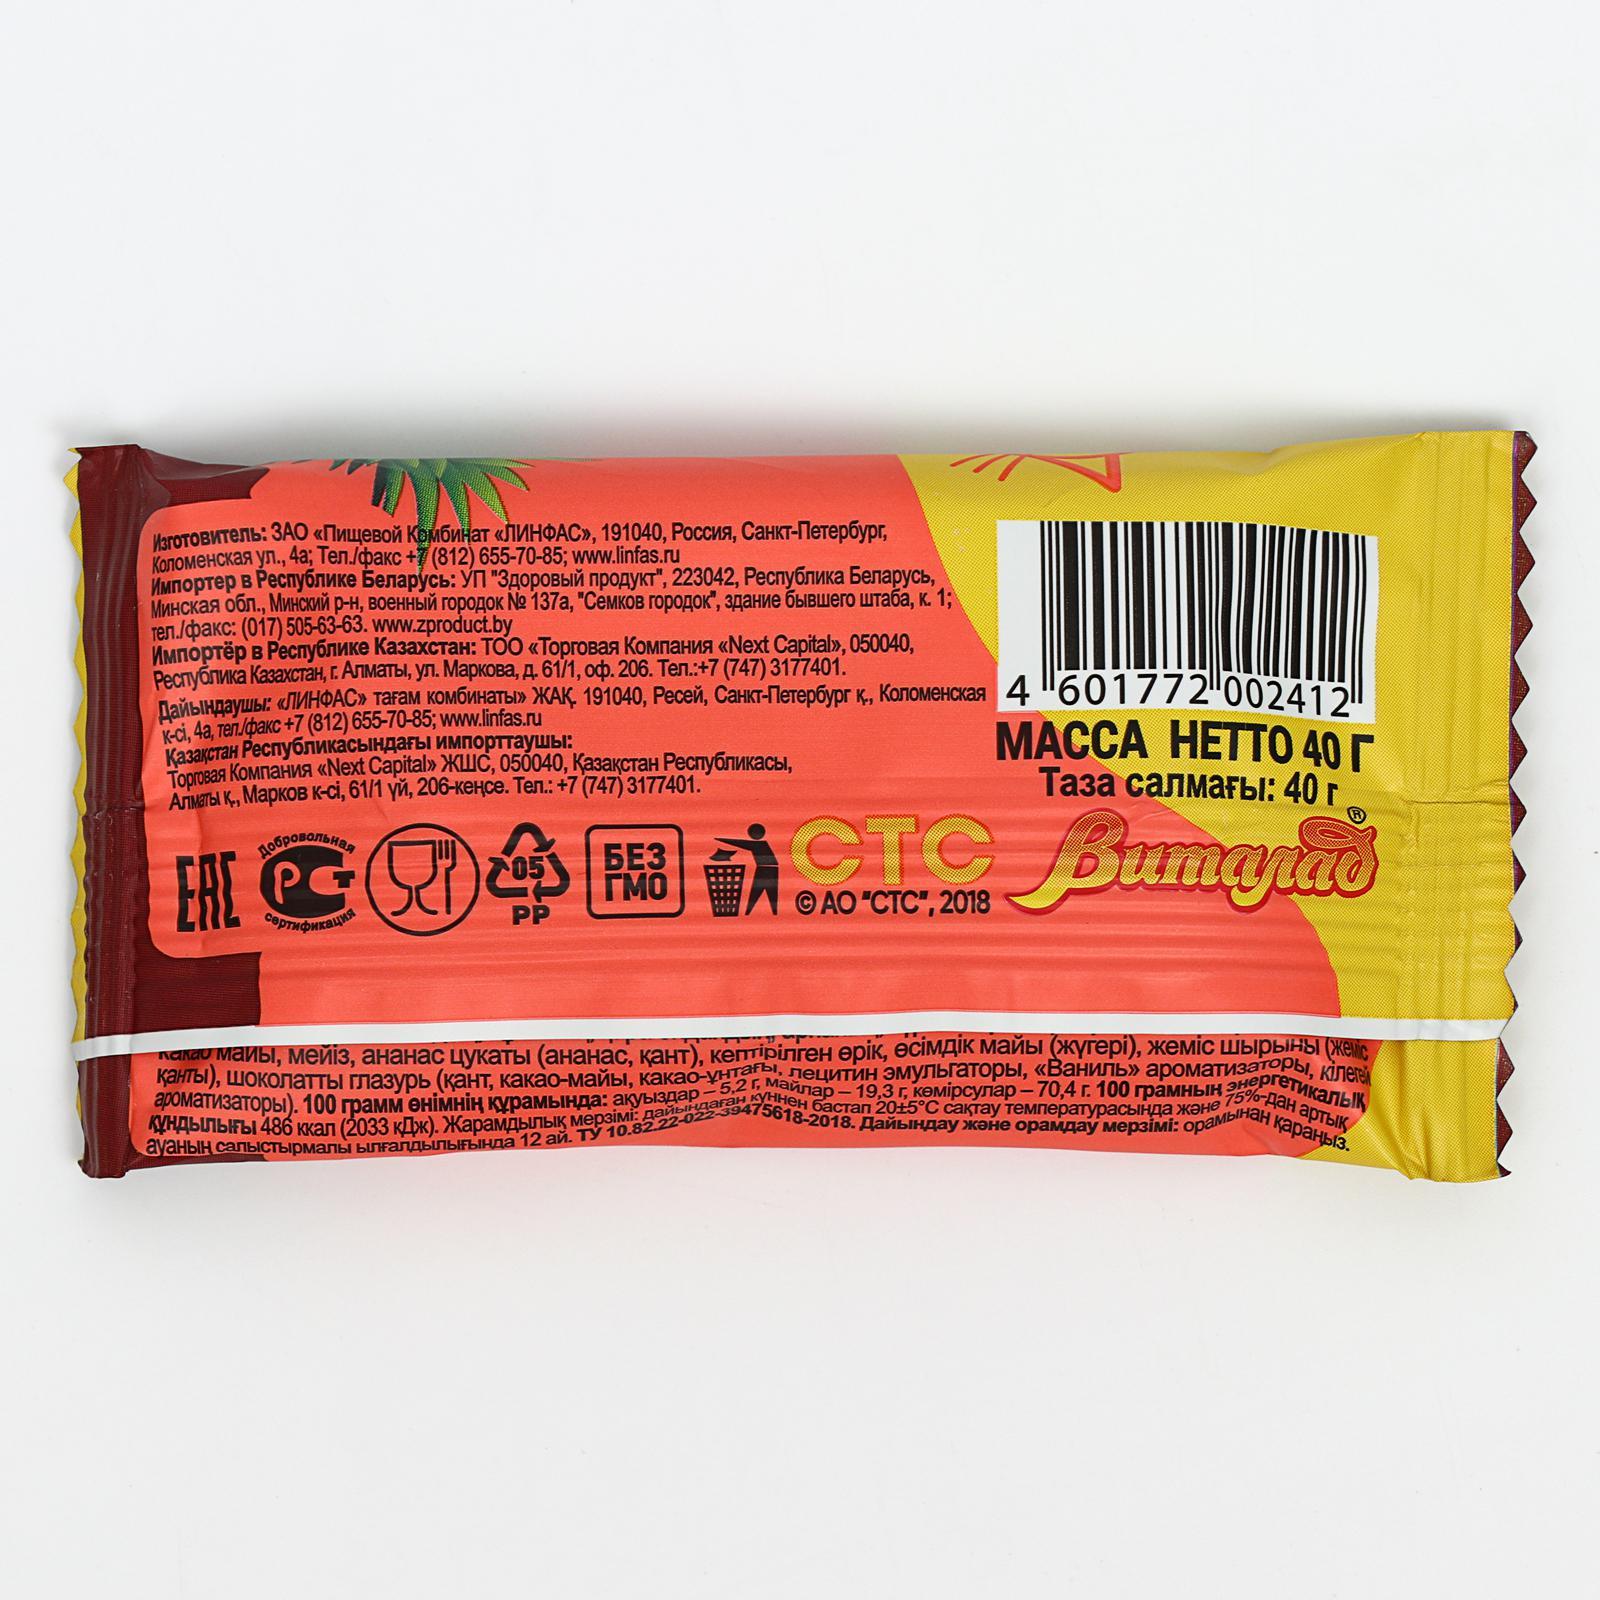 Изготовитель: ЗАО «Пищевой Комбинат «ЛИНФАС», 191040, Россия, Санкт-Петербург,
Коломенская ул., 4а; Тел./факс +7 (812) 655-70-85; www.linfas.ru
Импортер в Республике Беларусь: УП "Здоровый продукт", 223042, Республика Беларусь,
Минская обл., Минский р-н, военный городок № 137а, "Семков городок", здание бывшего штаба, к. 1;
тел./факс: (017) 505-63-63. www.zproduct.by
Импортёр в Республике Казахстан: ТОО «Торговая Компания «Next Capital», 050040,
Республика Казахстан, г. Алматы, ул. Маркова, д. 61/1, оф. 206. Тел.:+7 (747) 3177401.
Дайындаушы: «ЛИНФАС» тағам комбинаты» ЖАҚ. 191040, Ресей, Санкт-Петербург қ., Коломенская
к-сі, 4а, тел./факс +7 (812) 655-70-85; www.linfas.ru
Қазақстан Республикасындағы импорттаушы:
Торговая Компания «Next Capital» ЖШС, 050040, Қазақстан Республикасы,
Алматы қ., Марков к-сі, 61/1 үй, 206-кеңсе. Тел.: +7 (747) 3177401.
4 601772 002412
МАССА НЕТТО 40 Г
Таза салмағы: 40 г
ЕАС
Добровольная
РСТ
сертификация
05
PP
БЕЗ
ГМО
СТС
© АО "СТС", 2018
Виталад ®
какао майы, мейіз, ананас цукаты (ананас, қант), кептірілген өрік, өсімдік майы (жүгері), жеміс шырыны (жеміс
қанты), шоколатты глазурь (қант, какао-майы, какао-ұнтағы, лецитин эмульгаторы, «Ваниль» ароматизаторы, кілегей
ароматизаторы). 100 грамм өнімнің құрамында: ақуыздар – 5,2 г, майлар – 19,3 г, көмірсулар – 70,4 г. 100 грамның энергетикалық
құндылығы 486 ккал (2033 кДж). Жарамдылық мерзімі: дайындаған күннен бастап 20±5°С сақтау температурасында және 75%-дан артық
ауаның салыстырмалы ылғалдылығында 12 ай. ТУ 10.82.22-022-39475618-2018. Дайындау және орамдау мерзімі: орамынан қараңыз.